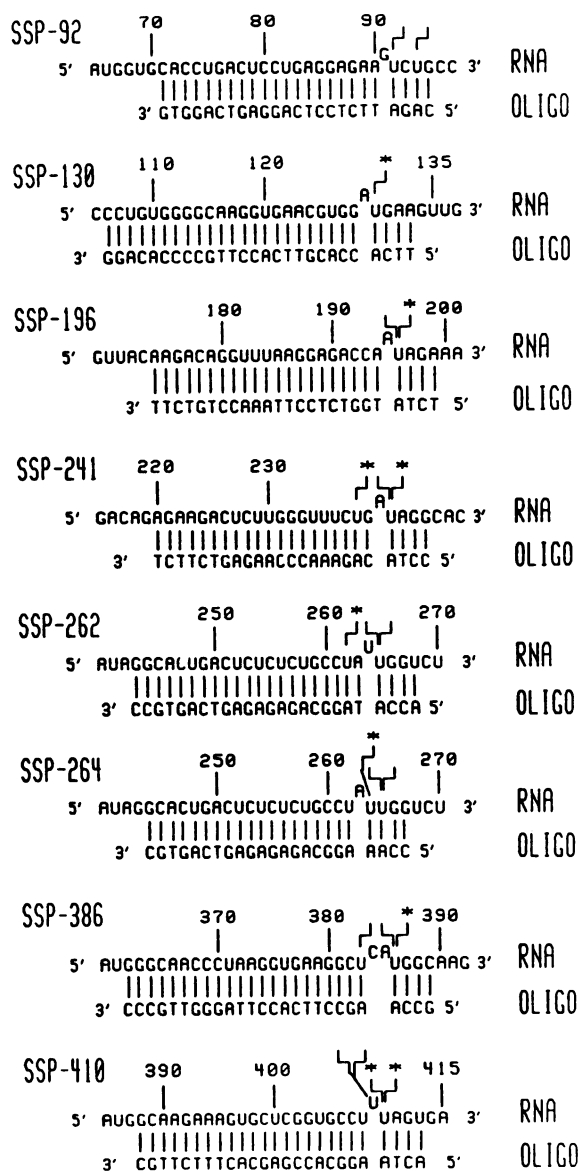 SSP-92 70 80 90
5' AUGGUGCACCUGACUCCUGAGGAGAA G UCUGCC 3' RNA
3' GTGGACTGAGGACTCCTCTT AGAC 5' OLIGO
SSP-130 110 120 * 135
5' CCCUGUGGGGCAAGGUGAACGUGG A UGAAGUUG 3' RNA
3' GGACACCCCGTTCCACTTGCACC ACTT 5' OLIGO
SSP-196 180 190 * 200
5' GUUACAAGACAGGUUUAAGGAGACCA A UAGAAA 3' RNA
3' TTCTGTCCAAATTCCTCTGGT ATCT 5' OLIGO
SSP-241 220 230 * *
5' GACAGAGAAGACUCUUGGGUUUCUG A UAGGCAC 3' RNA
3' TCTTCTGAGAACCCAAAGAC ATCC 5' OLIGO
SSP-262 250 260 * 270
5' AUAGGCACUGACUCUCUCUGCCUA U UGGUCU 3' RNA
3' CCGTGACTGAGAGAGACGGAT ACCA 5' OLIGO
SSP-264 250 260 * 270
5' AUAGGCACUGACUCUCUCUGCCU A UUGGUCU 3' RNA
3' CGTGACTGAGAGAGACGGA AACC 5' OLIGO
SSP-386 370 380 * 390
5' AUGGGCAACCCUAAGGUGAAGGCU CA UGGCAAG 3' RNA
3' CCCGTTGGGATTCCACTTCCGA ACCG 5' OLIGO
SSP-410 390 400 * * 415
5' AUGGCAAGAAAGUGCUCGGUGCCU U UAGUGA 3' RNA
3' CGTTCTTTCACGAGCCACGGA ATCA 5' OLIGO